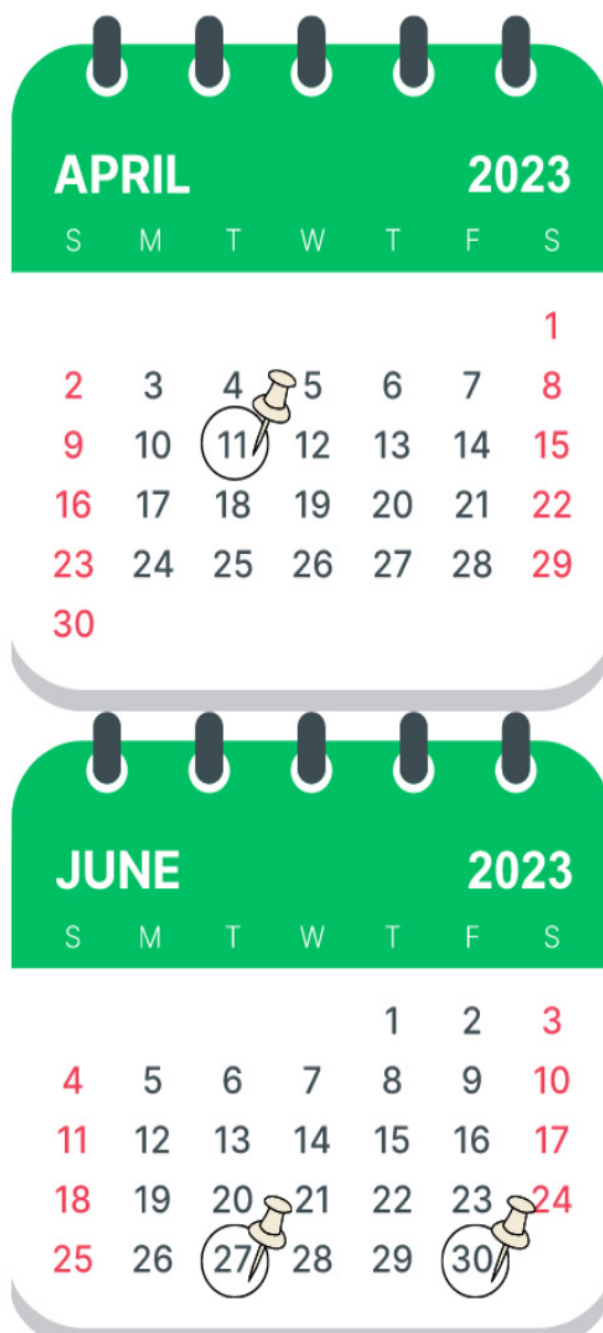 APRIL 2023
S M T W T F S
1
2 3 4 5 6 7 8
9 10 11 12 13 14 15
16 17 18 19 20 21 22
23 24 25 26 27 28 29
30
JUNE 2023
S M T W T F S
1 2 3
4 5 6 7 8 9 10
11 12 13 14 15 16 17
18 19 20 21 22 23 24
25 26 27 28 29 30